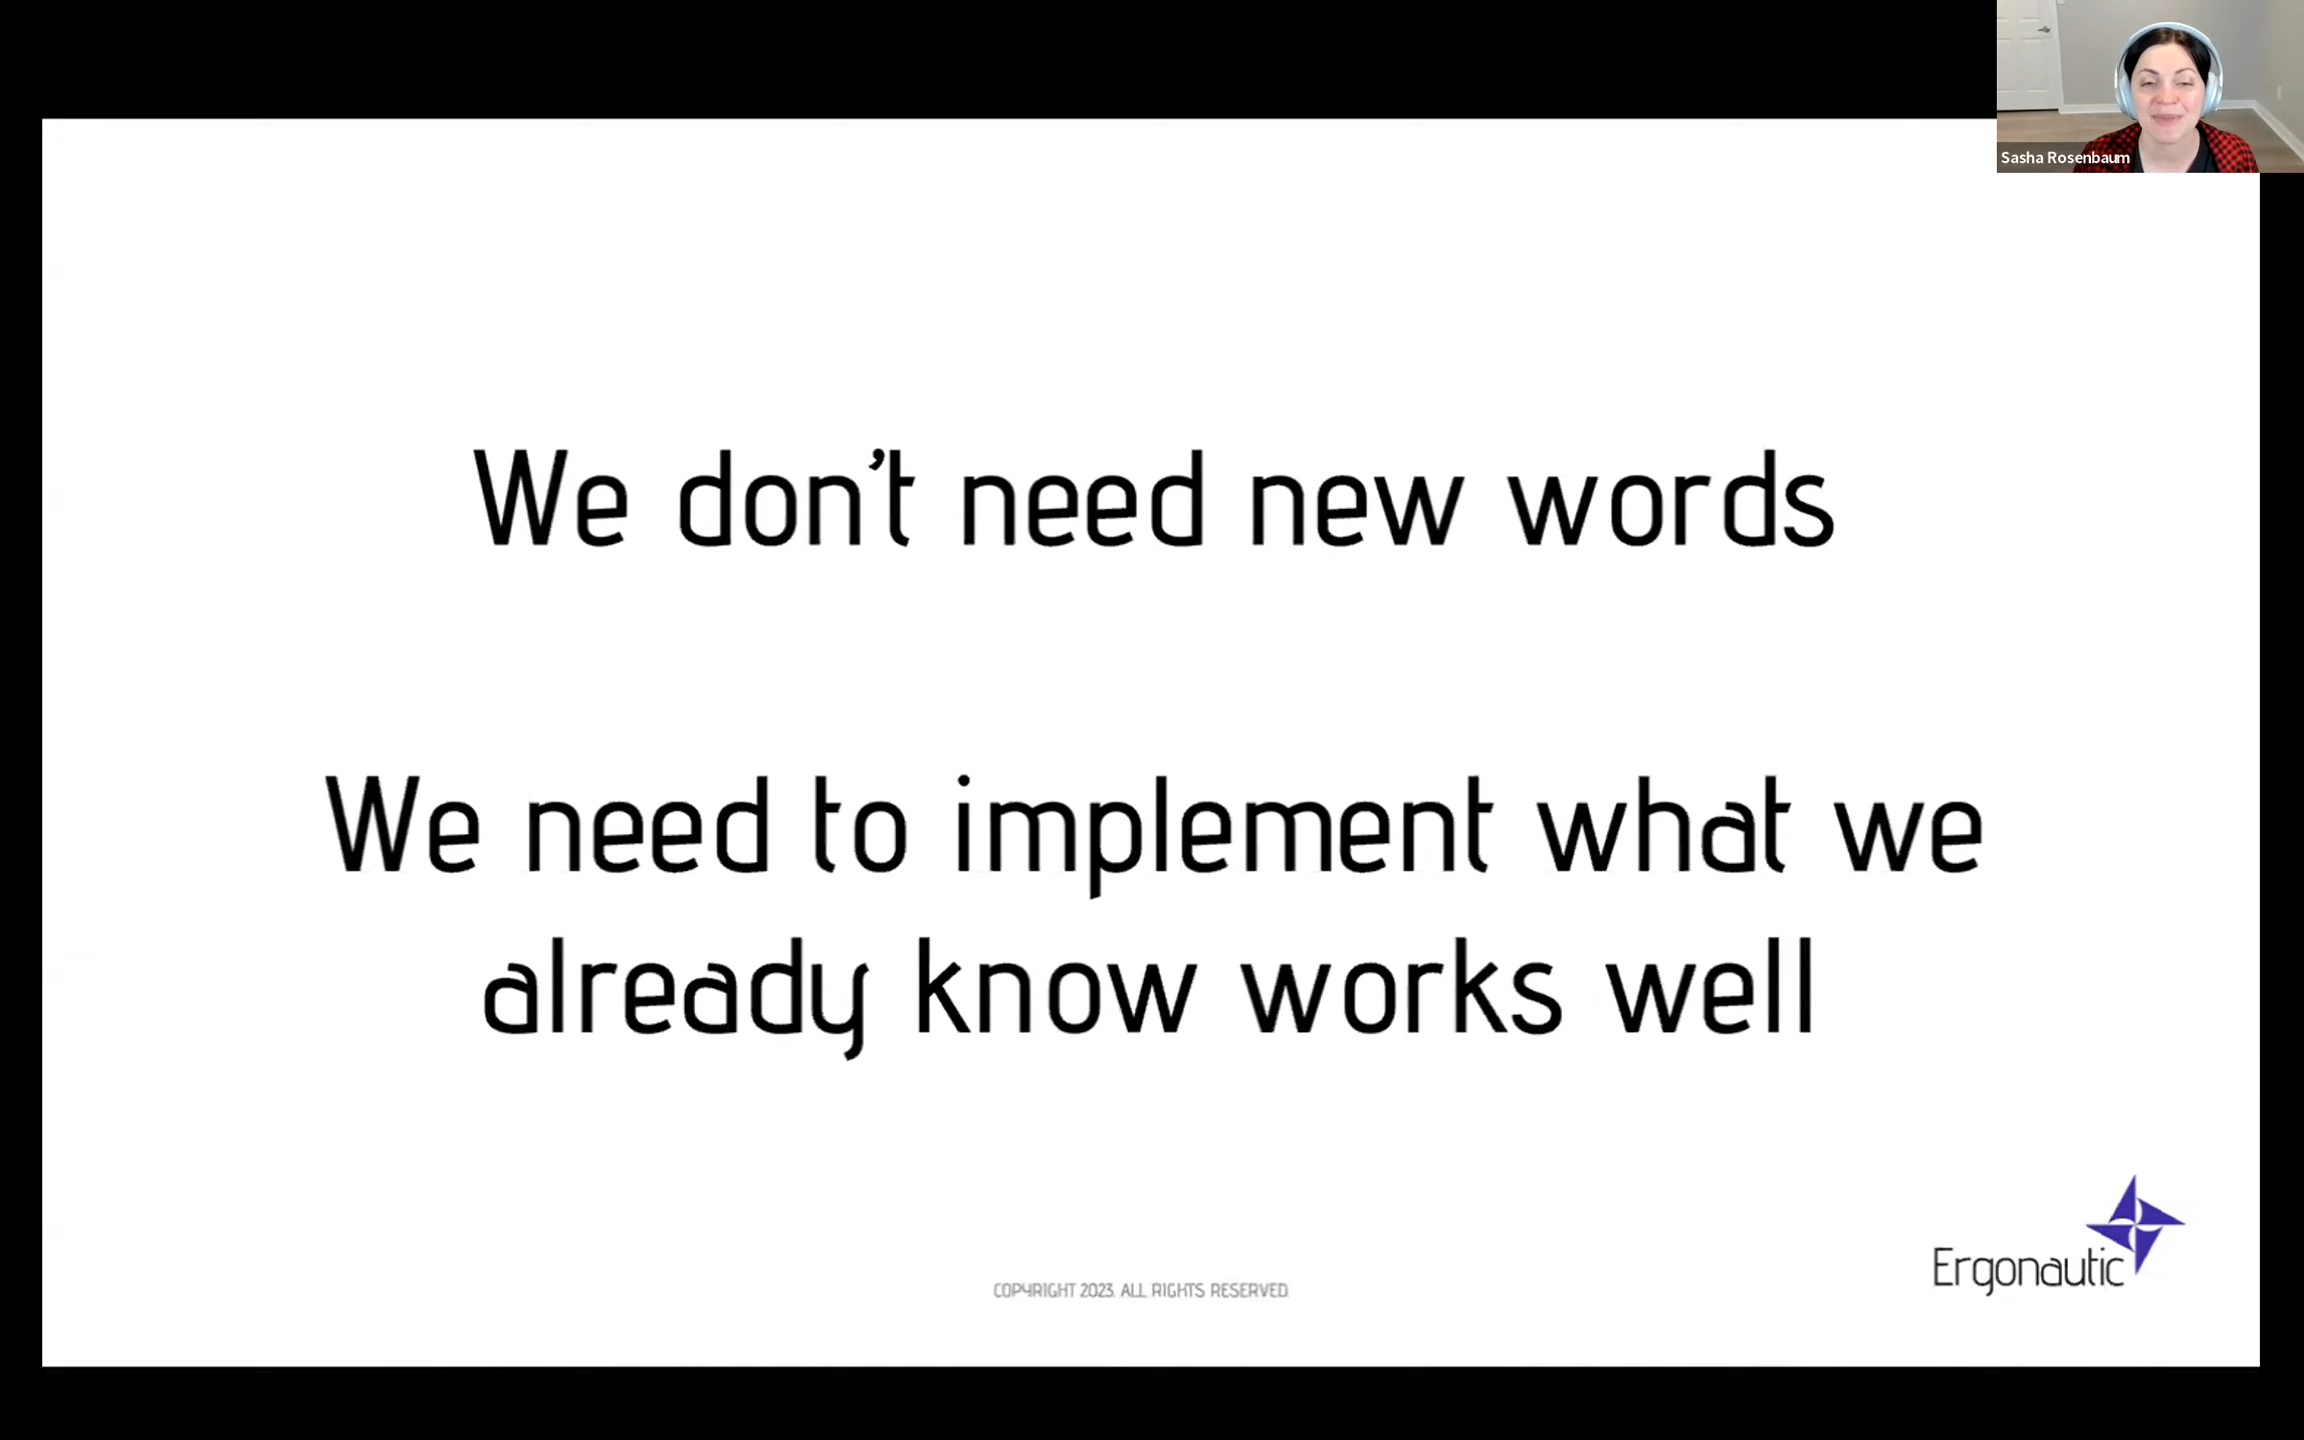 Sasha Rosenbaum
We don't need new words
We need to implement what we
already know works well
Ergonautic
COPYRIGHT 2023. ALL RIGHTS RESERVED.